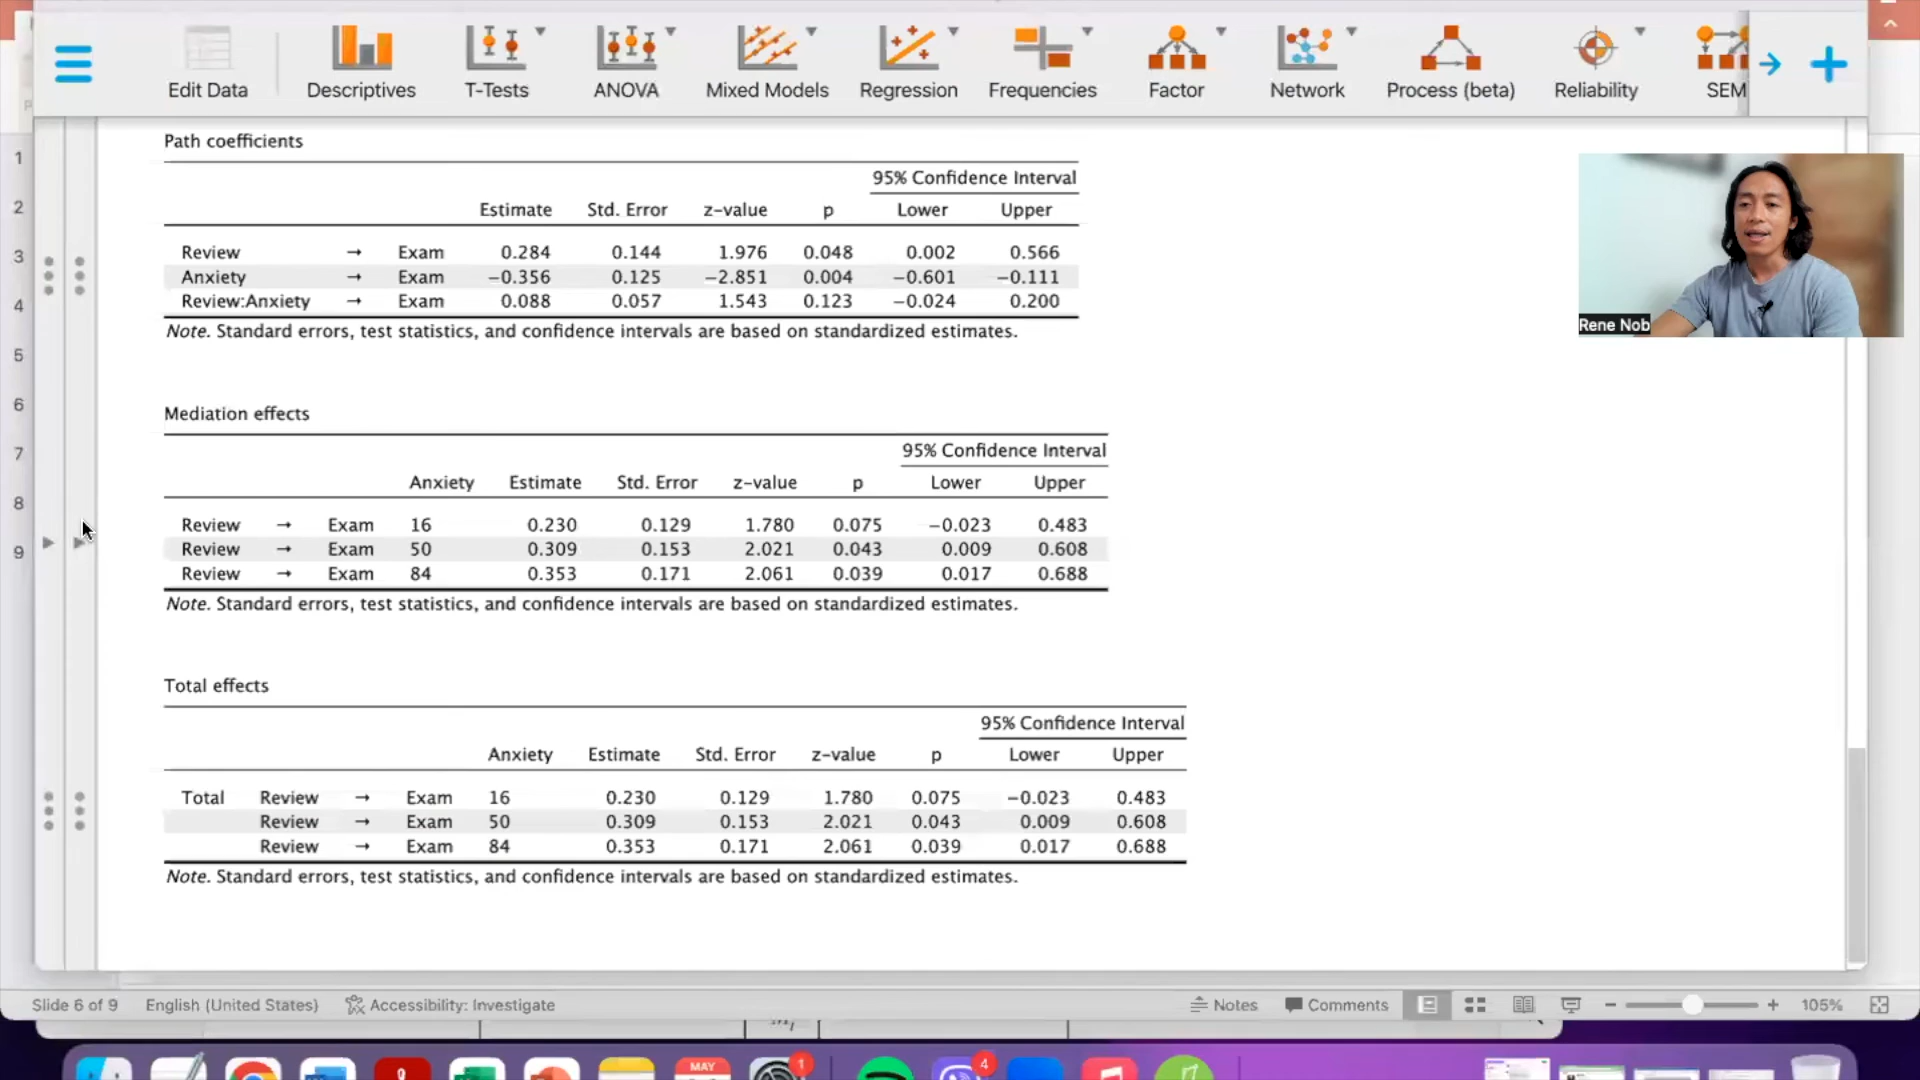 Edit Data Descriptives T-Tests ANOVA Mixed Models Regression Frequencies Factor Network Process (beta) Reliability SEM
Path coefficients
95% Confidence Interval
Estimate Std. Error z-value p Lower Upper
Review → Exam 0.284 0.144 1.976 0.048 0.002 0.566
Anxiety → Exam −0.356 0.125 −2.851 0.004 −0.601 −0.111
Review:Anxiety → Exam 0.088 0.057 1.543 0.123 −0.024 0.200
Note. Standard errors, test statistics, and confidence intervals are based on standardized estimates.
Rene Nob
Mediation effects
95% Confidence Interval
Anxiety Estimate Std. Error z-value p Lower Upper
Review → Exam 16 0.230 0.129 1.780 0.075 −0.023 0.483
Review → Exam 50 0.309 0.153 2.021 0.043 0.009 0.608
Review → Exam 84 0.353 0.171 2.061 0.039 0.017 0.688
Note. Standard errors, test statistics, and confidence intervals are based on standardized estimates.
Total effects
95% Confidence Interval
Anxiety Estimate Std. Error z-value p Lower Upper
Total Review → Exam 16 0.230 0.129 1.780 0.075 −0.023 0.483
Review → Exam 50 0.309 0.153 2.021 0.043 0.009 0.608
Review → Exam 84 0.353 0.171 2.061 0.039 0.017 0.688
Note. Standard errors, test statistics, and confidence intervals are based on standardized estimates.
1
2
3
4
5
6
7
8
9
Slide 6 of 9 English (United States) Accessibility: Investigate Notes Comments 105%
MAY 1 4